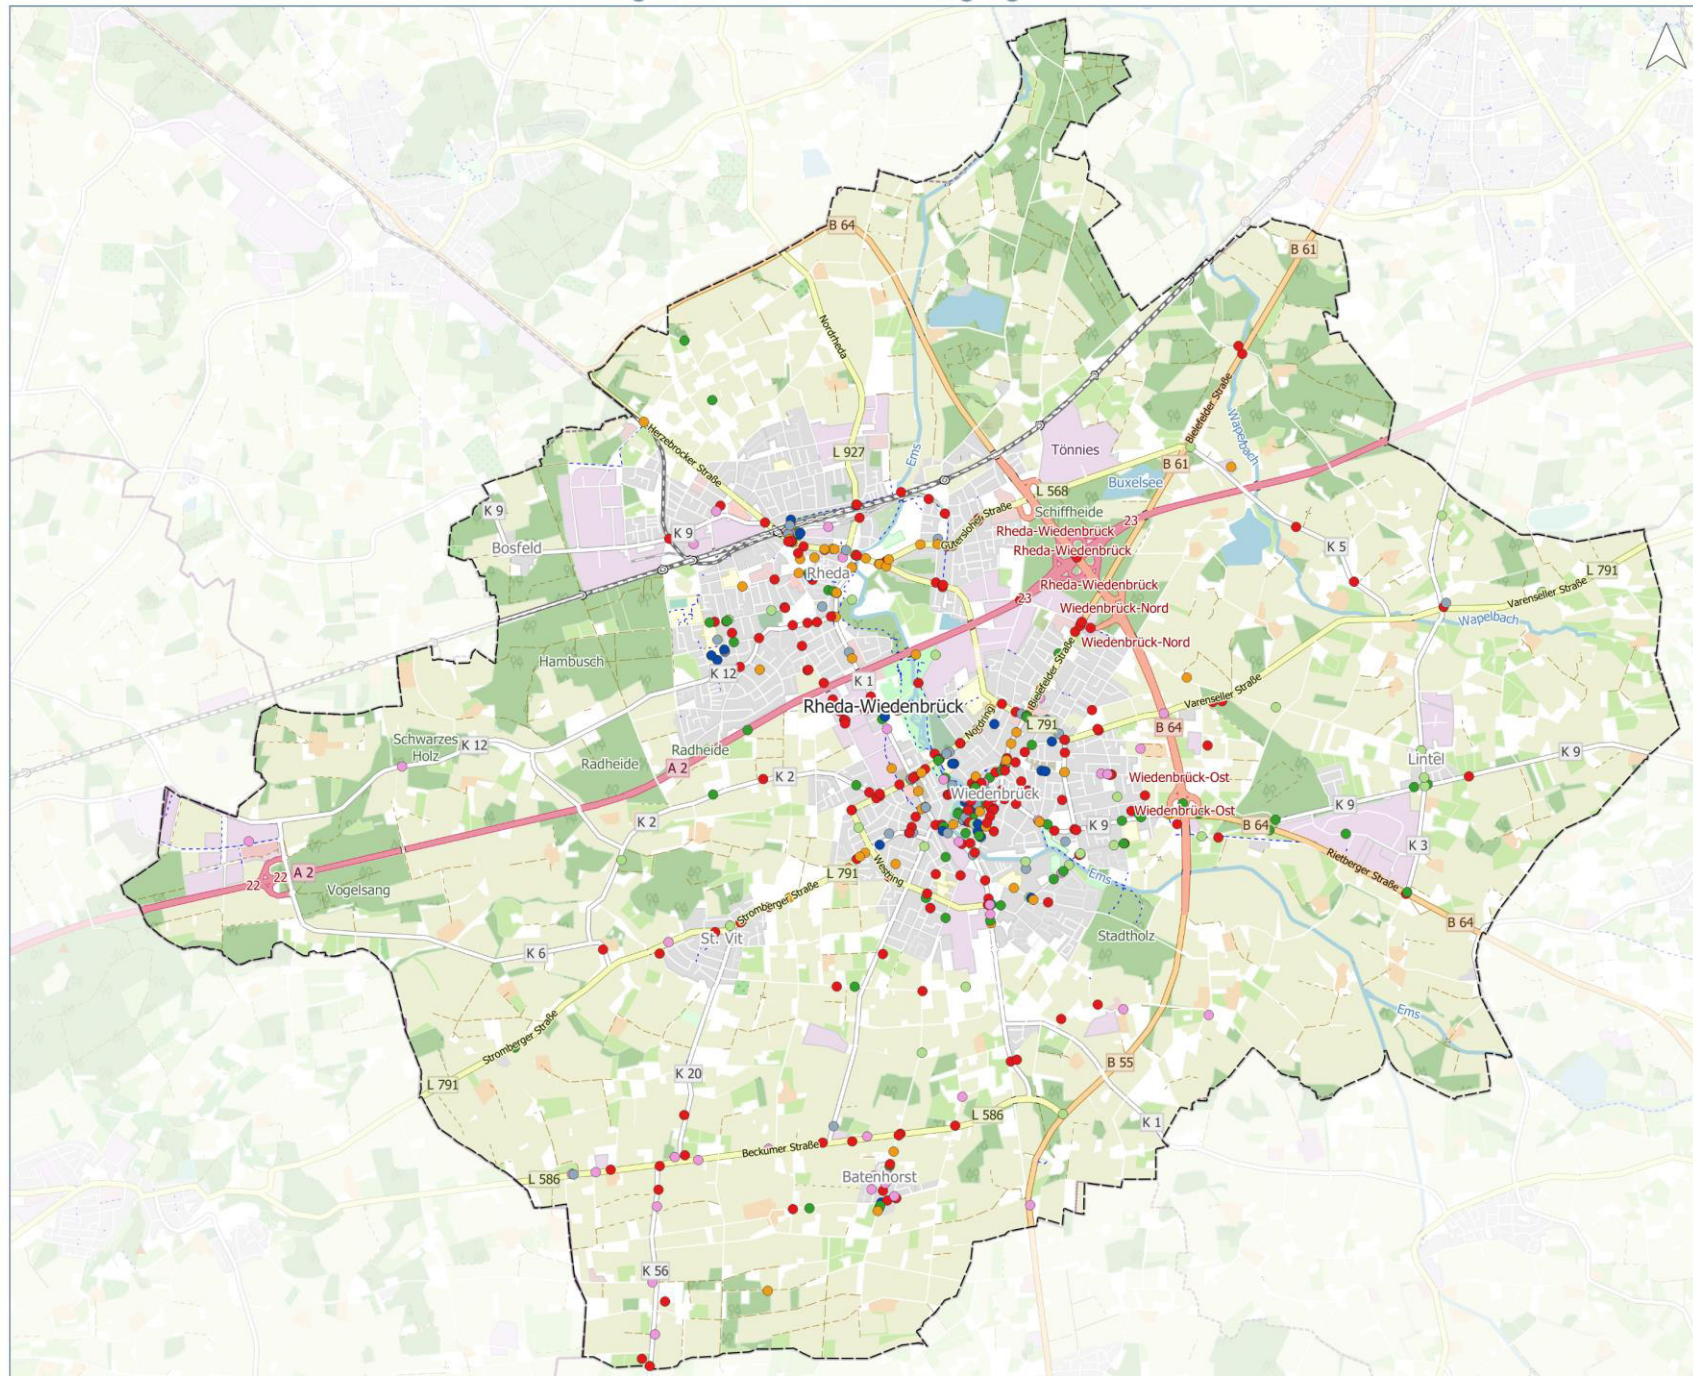 B 64
B 61
Nordrheda
Bielefelder Straße
Wapelbach
Herzebrocker Straße
Ems
L 927
Tönnies
B 61
Buxelsee
L 568
Schiffheide
K 9
K 9
Bosfeld
Gütersloher Straße
23
Rheda-Wiedenbrück
Rheda-Wiedenbrück
K 5
Rheda
Rheda-Wiedenbrück
L 791
23
Varenseller Straße
Wiedenbrück-Nord
Wapelbach
Wiedenbrück-Nord
Hambusch
Bielefelder Straße
K 12
K 1
Varenseller Straße
Rheda-Wiedenbrück
Nordring
L 791
B 64
Schwarzes
Holz
K 12
Radheide
Radheide
A 2
Lintel
K 9
K 2
Wiedenbrück-Ost
Wiedenbrück
Wiedenbrück-Ost
K 9
K 2
K 9
B 64
K 3
Westring
Rietberger Straße
L 791
A 2
22
22
Ems
Vogelsang
Stromberger Straße
B 64
St. Vit
Stadtholz
K 6
Ems
Stromberger Straße
B 55
K 20
L 791
L 586
K 1
Beckumer Straße
L 586
Batenhorst
K 56